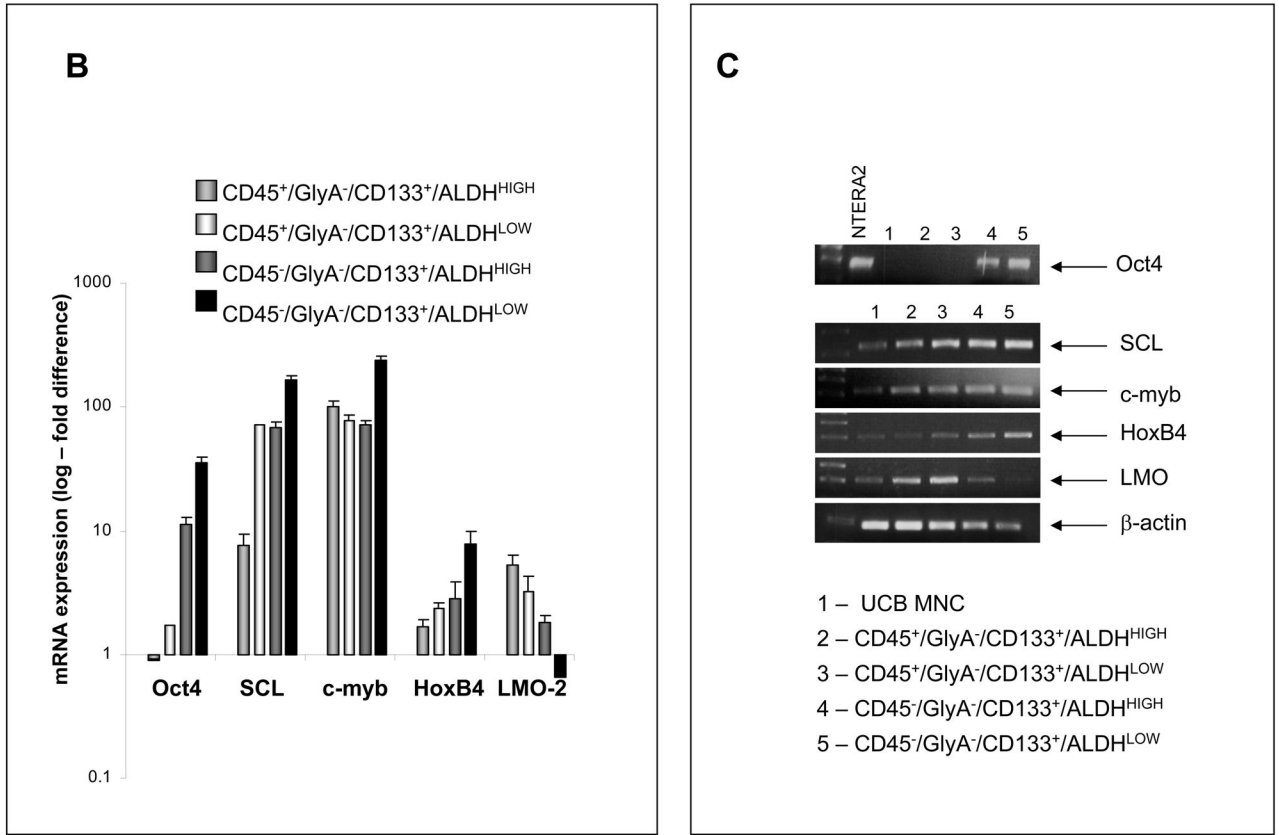 B
CD45⁺/GlyA⁻/CD133⁺/ALDHᴴᴵᴳᴴ
CD45⁺/GlyA⁻/CD133⁺/ALDHᴸᴼᵂ
CD45⁻/GlyA⁻/CD133⁺/ALDHᴴᴵᴳᴴ
CD45⁻/GlyA⁻/CD133⁺/ALDHᴸᴼᵂ
mRNA expression (log – fold difference)
1000
100
10
1
0.1
Oct4 SCL c-myb HoxB4 LMO-2
C
NTERA2
1 2 3 4 5
Oct4
1 2 3 4 5
SCL
c-myb
HoxB4
LMO
β-actin
1 – UCB MNC
2 – CD45⁺/GlyA⁻/CD133⁺/ALDHᴴᴵᴳᴴ
3 – CD45⁺/GlyA⁻/CD133⁺/ALDHᴸᴼᵂ
4 – CD45⁻/GlyA⁻/CD133⁺/ALDHᴴᴵᴳᴴ
5 – CD45⁻/GlyA⁻/CD133⁺/ALDHᴸᴼᵂ